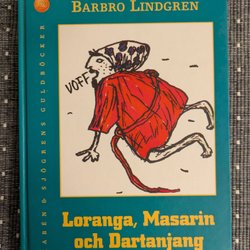 BARBRO LINDGREN
VOFF
Loranga, Masarin
och Dartanjang
RABÉN & SJÖGRENS GULDBÖCKER